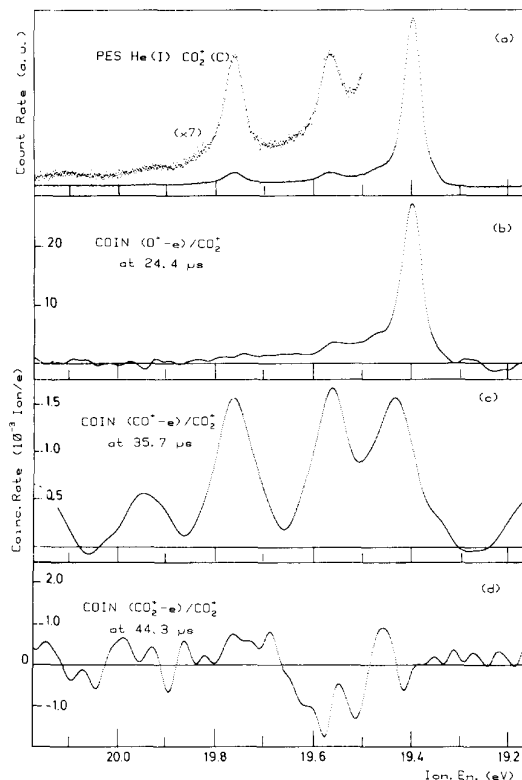 (a)
PES He(I) CO₂⁺(C)
(x7)
Count Rate (a.u.)
(b)
COIN (O⁺-e)/CO₂⁺
at 24.4 µs
20
10
(c)
COIN (CO⁺-e)/CO₂⁺
at 35.7 µs
1.5
1.0
0.5
Coinc. Rate (10⁻³ Ion/e)
(d)
COIN (CO₂⁺-e)/CO₂⁺
at 44.3 µs
1.0
0
-1.0
20.0 19.8 19.6 19.4 19.2
Ion. En. (eV)